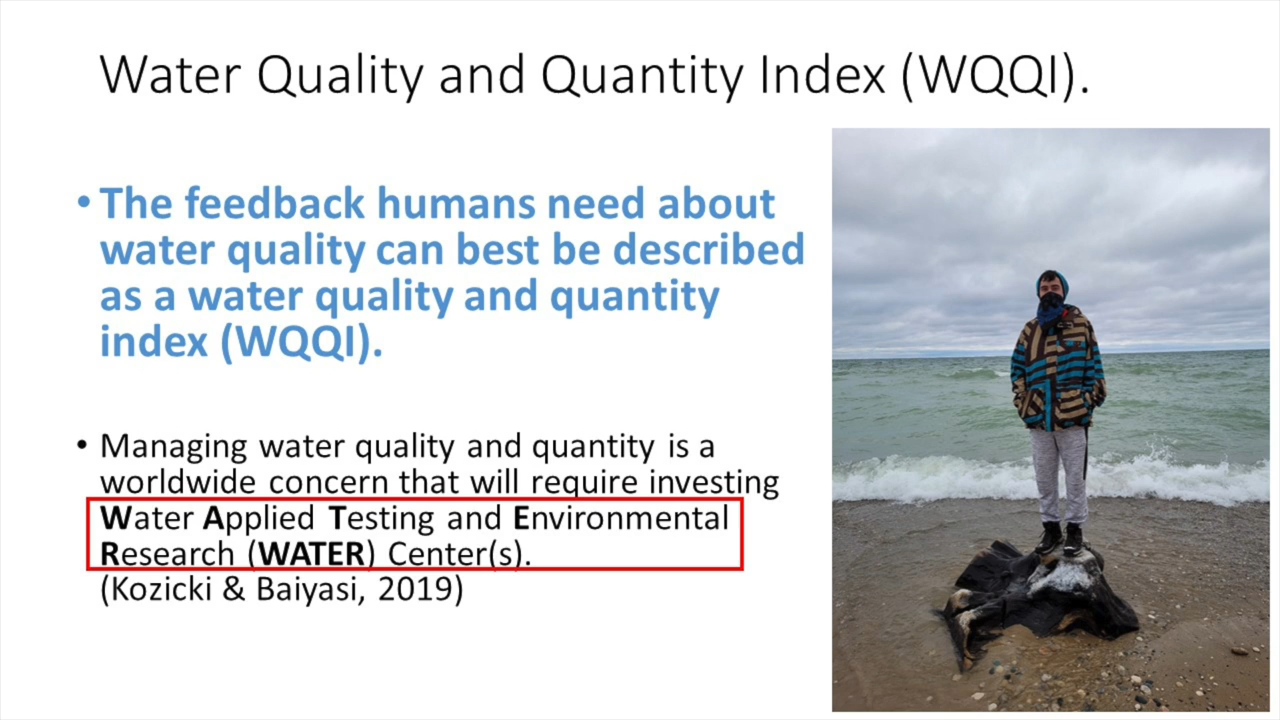 Water Quality and Quantity Index (WQQI).
• The feedback humans need about
water quality can best be described
as a water quality and quantity
index (WQQI).
• Managing water quality and quantity is a
worldwide concern that will require investing
Water Applied Testing and Environmental
Research (WATER) Center(s).
(Kozicki & Baiyasi, 2019)